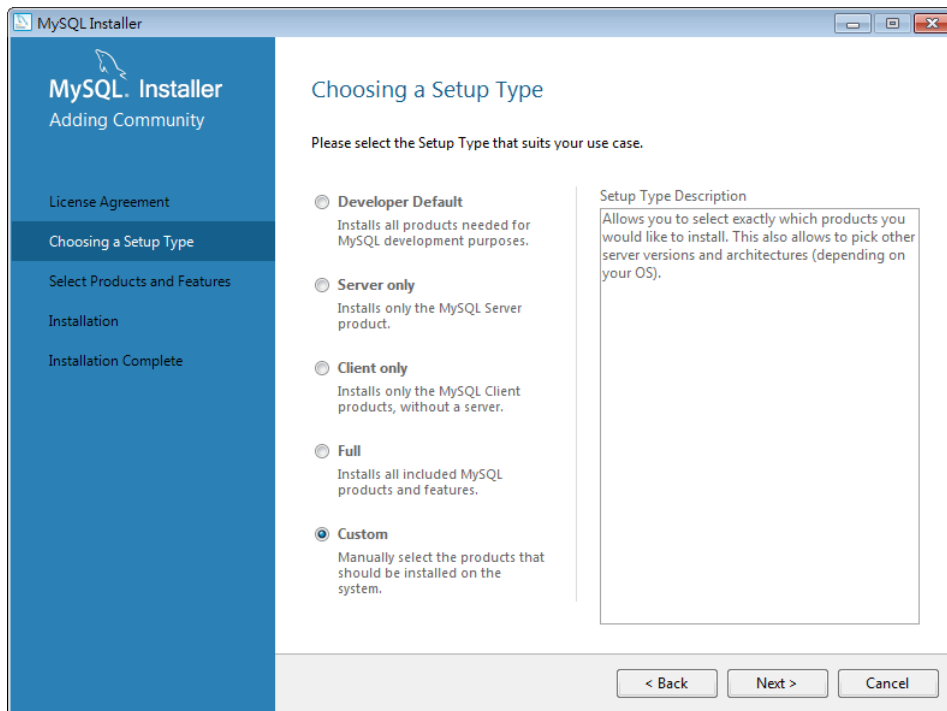 MySQL Installer
MySQL. Installer
Adding Community
License Agreement
Choosing a Setup Type
Select Products and Features
Installation
Installation Complete
Choosing a Setup Type
Please select the Setup Type that suits your use case.
Developer Default
Installs all products needed for
MySQL development purposes.
Server only
Installs only the MySQL Server
product.
Client only
Installs only the MySQL Client
products, without a server.
Full
Installs all included MySQL
products and features.
Custom
Manually select the products that
should be installed on the
system.
Setup Type Description
Allows you to select exactly which products you
would like to install. This also allows to pick other
server versions and architectures (depending on
your OS).
< Back
Next >
Cancel